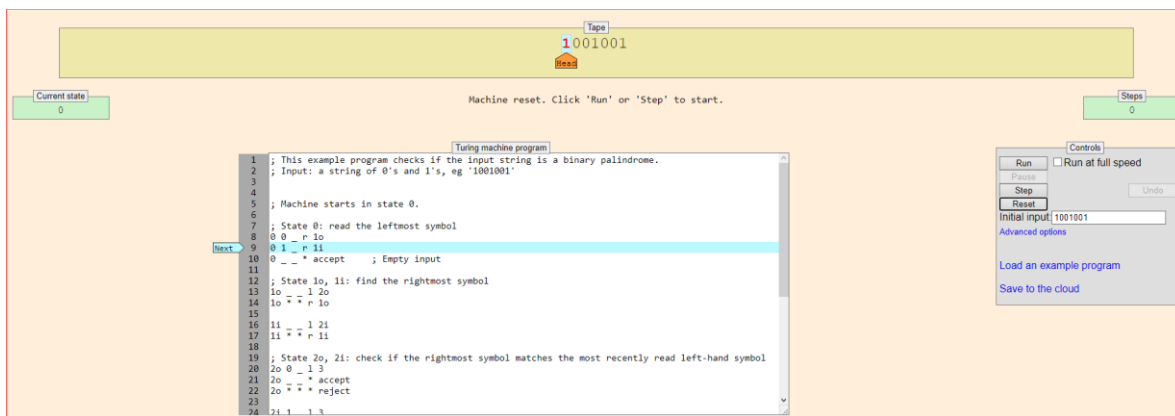 Tape
1001001
Head
Current state
0
Machine reset. Click 'Run' or 'Step' to start.
Steps
0
Turing machine program
1 ; This example program checks if the input string is a binary palindrome.
2 ; Input: a string of 0's and 1's, eg '1001001'
3
4
5 ; Machine starts in state 0.
6
7 ; State 0: read the leftmost symbol
8 0 0 _ r 1o
Next 9 0 1 _ r 1i
10 0 _ _ * accept ; Empty input
11
12 ; State 1o, 1i: find the rightmost symbol
13 1o _ _ l 2o
14 1o * * r 1o
15
16 1i _ _ l 2i
17 1i * * r 1i
18
19 ; State 2o, 2i: check if the rightmost symbol matches the most recently read left-hand symbol
20 2o 0 _ l 3
21 2o _ _ * accept
22 2o * * * reject
23
24 2i 1 _ l 3
Controls
Run Run at full speed
Pause
Step Undo
Reset
Initial input: 1001001
Advanced options
Load an example program
Save to the cloud